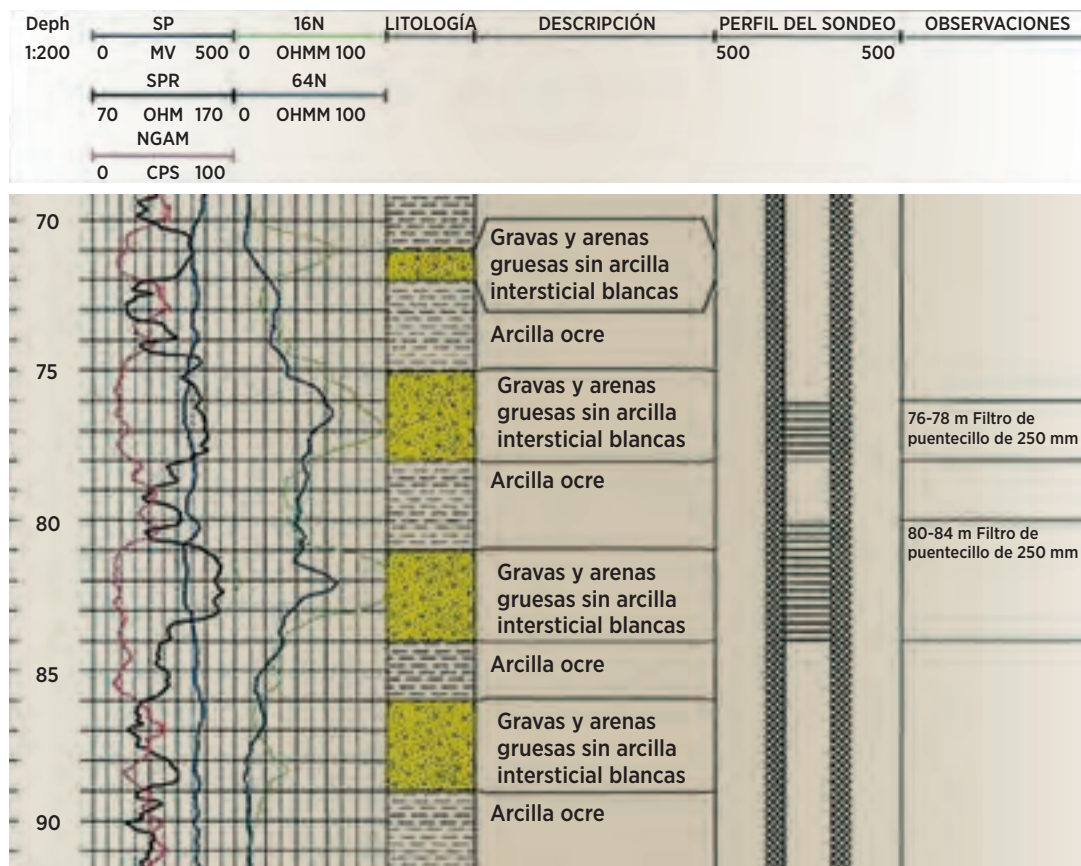 Deph SP 16N LITOLOGÍA DESCRIPCIÓN PERFIL DEL SONDEO OBSERVACIONES
1:200 0 MV 500 0 OHMM 100 500 500
SPR 64N
70 OHM 170 0 OHMM 100
NGAM
0 CPS 100
70
Gravas y arenas
gruesas sin arcilla
intersticial blancas
Arcilla ocre
75
Gravas y arenas
gruesas sin arcilla
intersticial blancas
76-78 m Filtro de
puentecillo de 250 mm
Arcilla ocre
80
80-84 m Filtro de
puentecillo de 250 mm
Gravas y arenas
gruesas sin arcilla
intersticial blancas
Arcilla ocre
85
Gravas y arenas
gruesas sin arcilla
intersticial blancas
Arcilla ocre
90